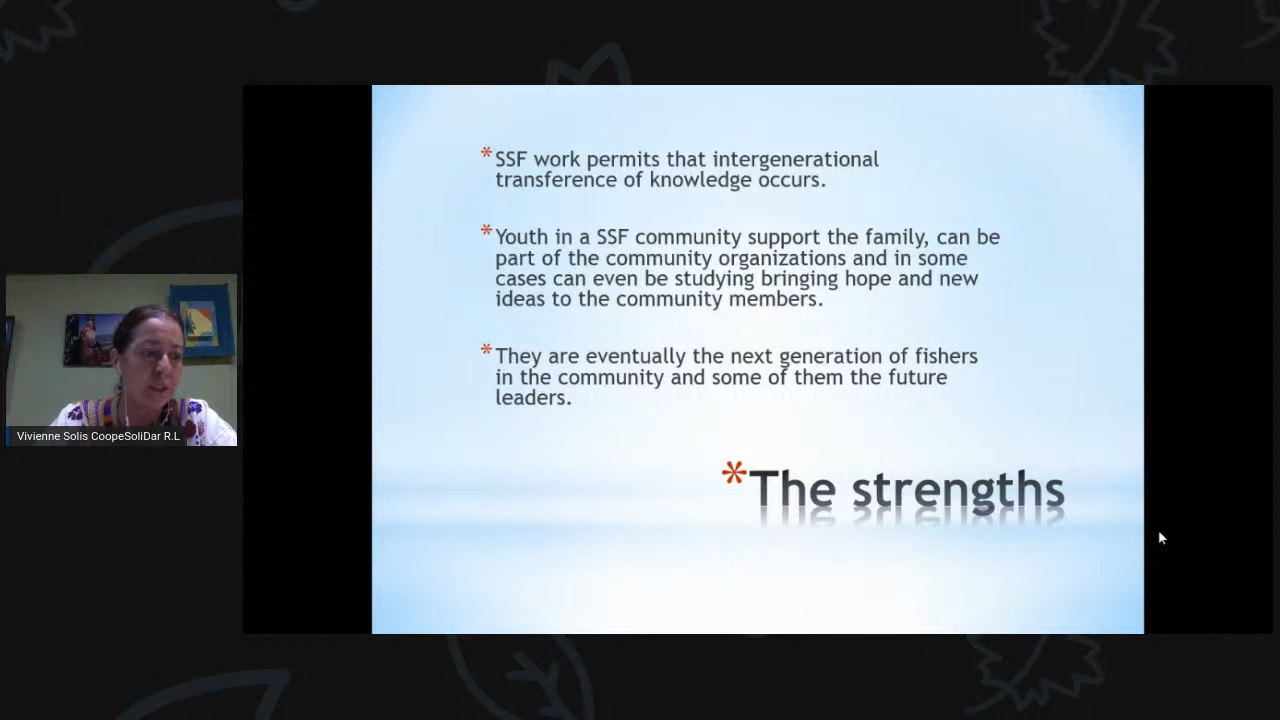 *SSF work permits that intergenerational
transference of knowledge occurs.
*Youth in a SSF community support the family, can be
part of the community organizations and in some
cases can even be studying bringing hope and new
ideas to the community members.
*They are eventually the next generation of fishers
in the community and some of them the future
leaders.
*The strengths
Vivienne Solis CoopeSoliDar R.L